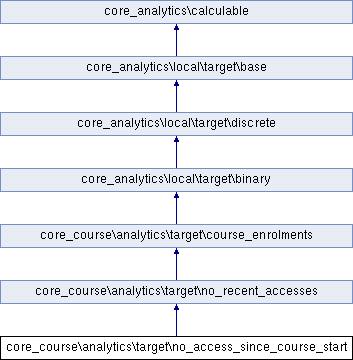 core_analytics\calculable
core_analytics\local\target\base
core_analytics\local\target\discrete
core_analytics\local\target\binary
core_course\analytics\target\course_enrolments
core_course\analytics\target\no_recent_accesses
core_course\analytics\target\no_access_since_course_start